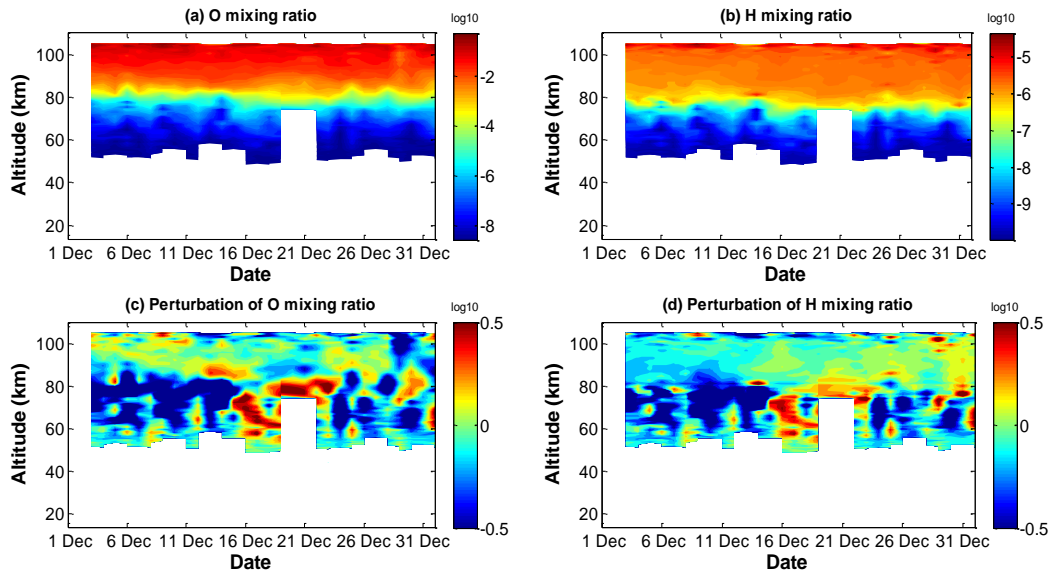 (a) O mixing ratio
log10
Altitude (km)
100
80
60
40
20
1 Dec 6 Dec 11 Dec 16 Dec 21 Dec 26 Dec 31 Dec
Date
-2
-4
-6
-8
(b) H mixing ratio
log10
Altitude (km)
100
80
60
40
20
1 Dec 6 Dec 11 Dec 16 Dec 21 Dec 26 Dec 31 Dec
Date
-5
-6
-7
-8
-9
(c) Perturbation of O mixing ratio
log10
Altitude (km)
100
80
60
40
20
1 Dec 6 Dec 11 Dec 16 Dec 21 Dec 26 Dec 31 Dec
Date
0.5
0
-0.5
(d) Perturbation of H mixing ratio
log10
Altitude (km)
100
80
60
40
20
1 Dec 6 Dec 11 Dec 16 Dec 21 Dec 26 Dec 31 Dec
Date
0.5
0
-0.5